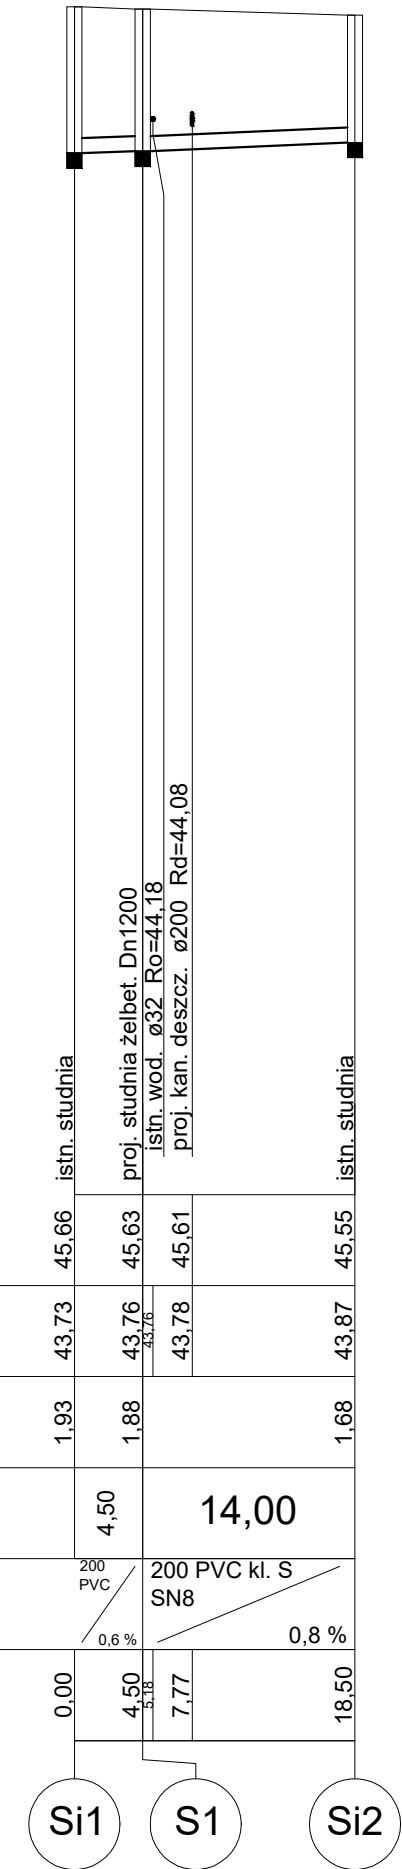 istn. studnia
proj. studnia żelbet. Dn1200
istn. wod. ø32 Ro=44,18
proj. kan. deszcz. ø200 Rd=44,08
istn. studnia
45,66
45,63
45,61
45,55
43,73
43,76
43,76
43,78
43,87
1,93
1,88
1,68
4,50
14,00
200
PVC
0,6 %
200 PVC kl. S
SN8
0,8 %
0,00
4,50
5,18
7,77
18,50
Si1
S1
Si2